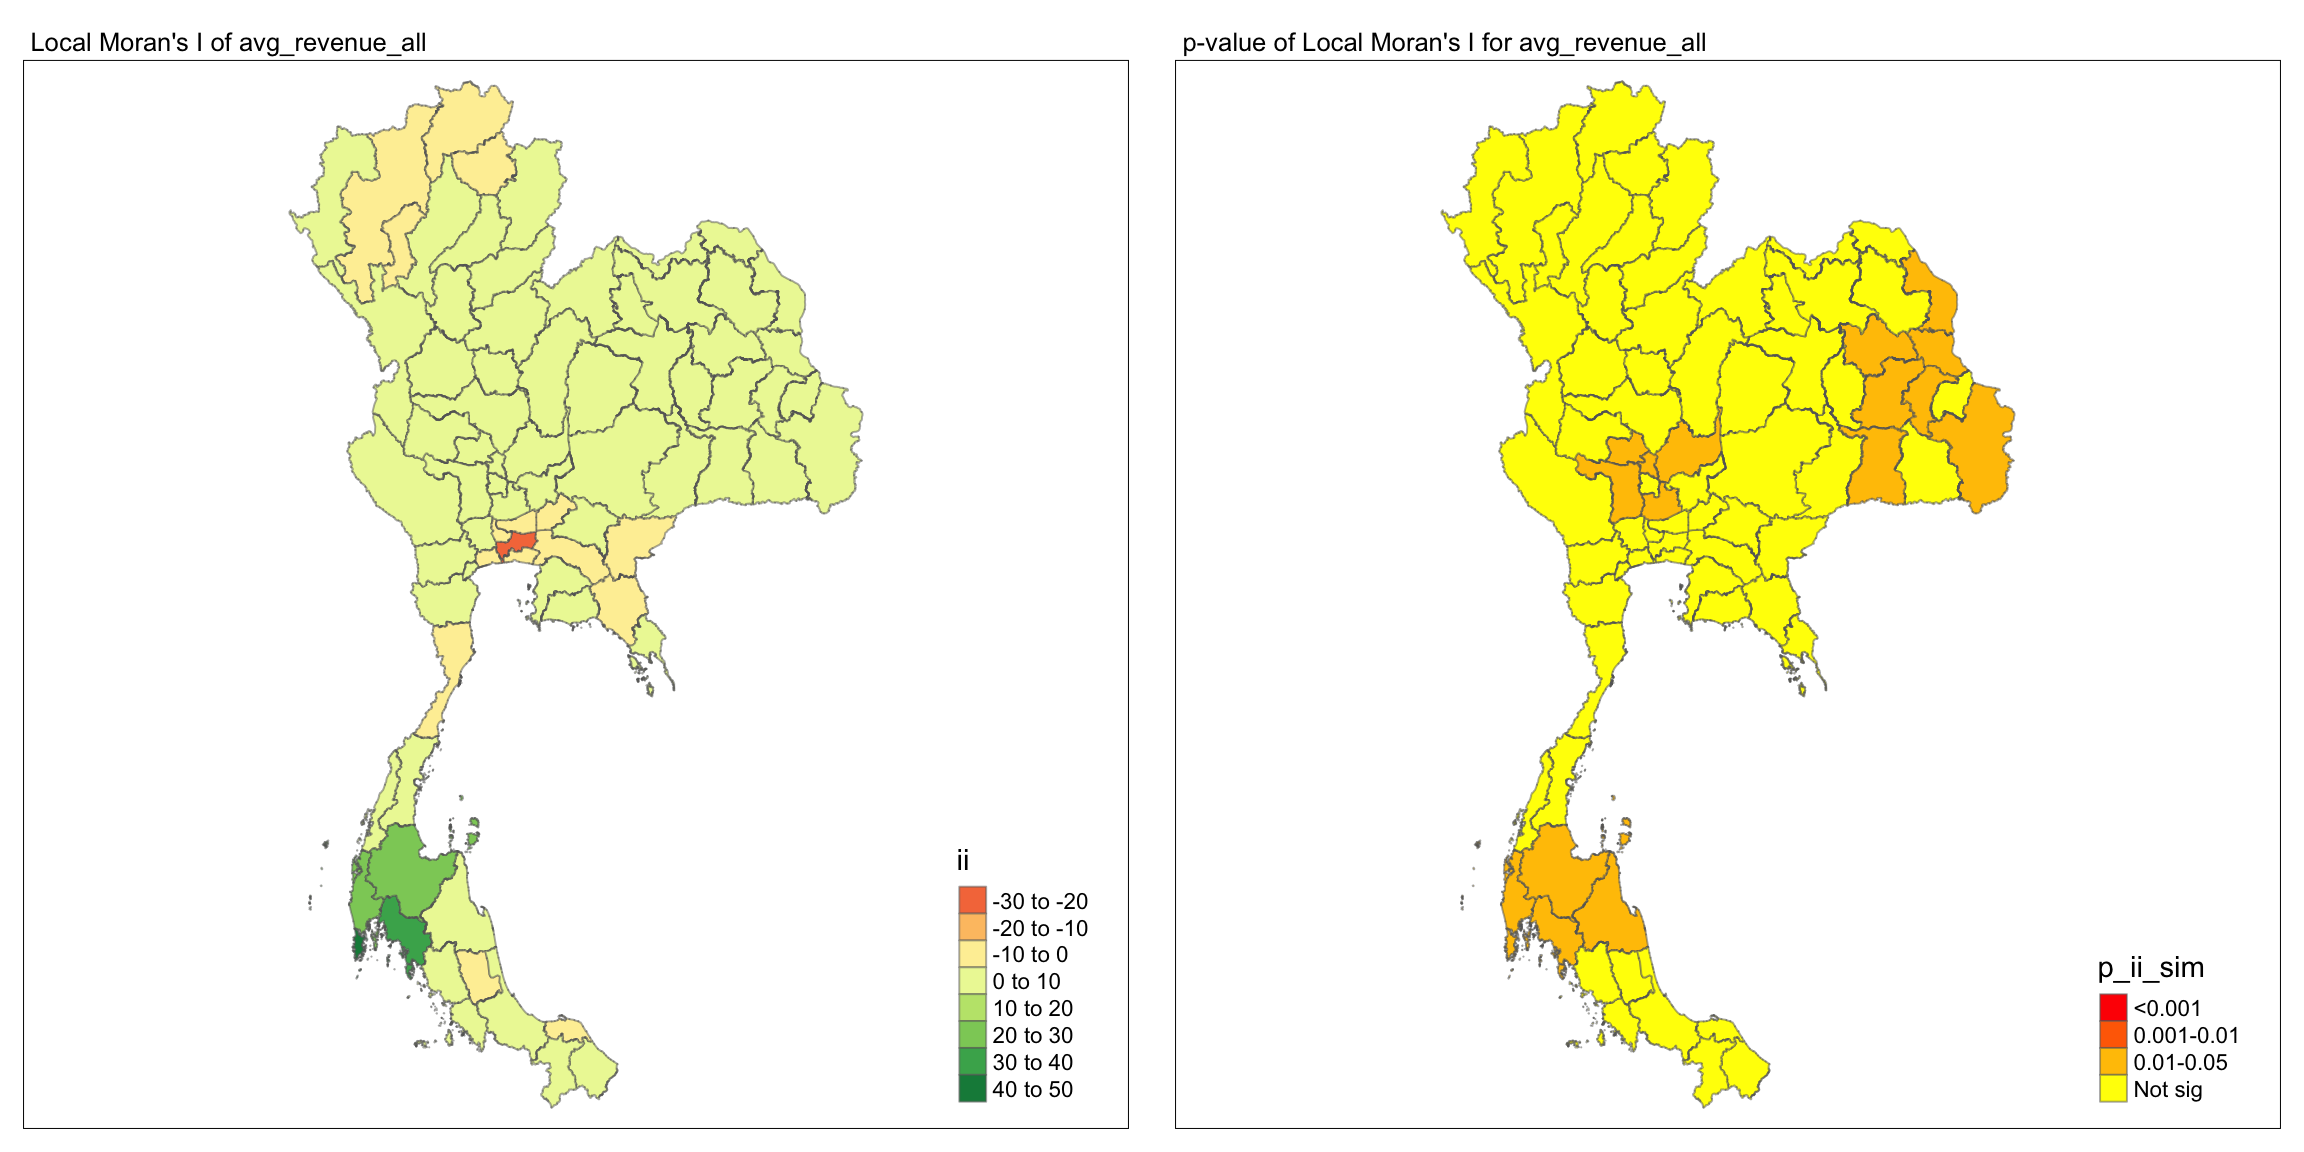 Local Moran's I of avg_revenue_all
ii
-30 to -20
-20 to -10
-10 to 0
0 to 10
10 to 20
20 to 30
30 to 40
40 to 50
p-value of Local Moran's I for avg_revenue_all
p_ii_sim
<0.001
0.001-0.01
0.01-0.05
Not sig